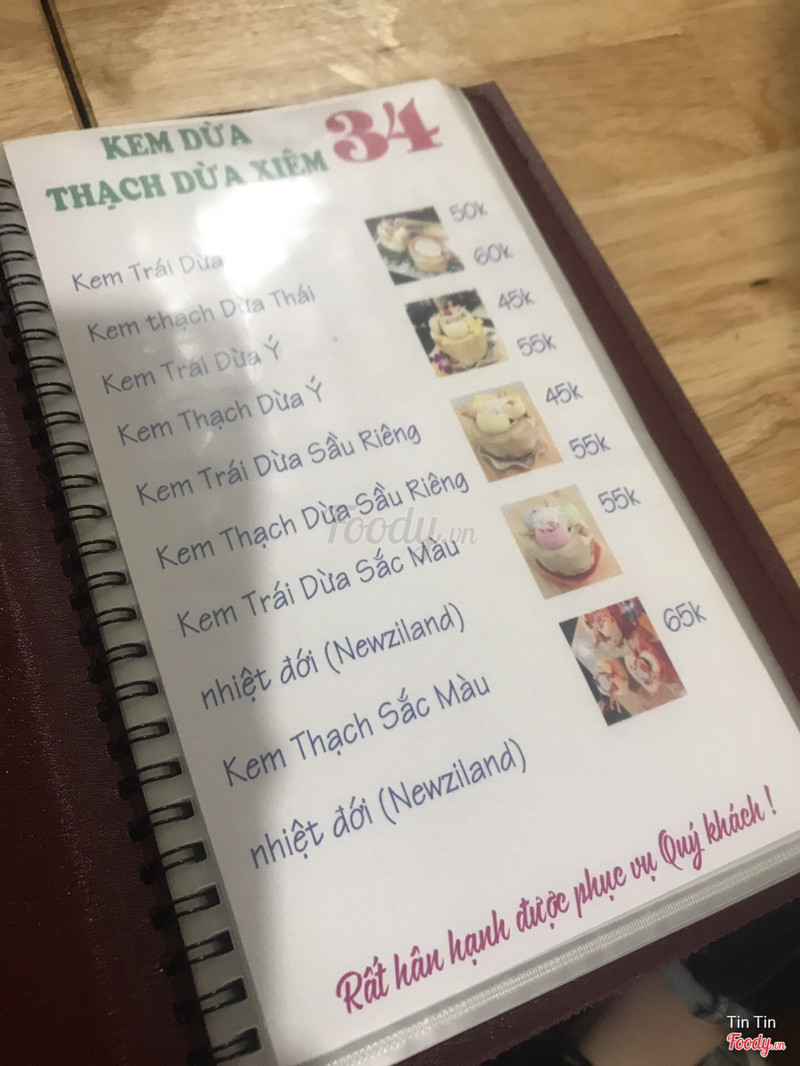 KEM DỪA
THẠCH DỪA XIÊM 34
Kem Trái Dừa 50k
Kem thạch Dừa Thái 60k
Kem Trái Dừa Ý 45k
Kem Thạch Dừa Ý 55k
Kem Trái Dừa Sầu Riêng 45k
Kem Thạch Dừa Sầu Riêng 55k
Kem Trái Dừa Sắc Màu 55k
nhiệt đới (Newziland)
Kem Thạch Sắc Màu 65k
nhiệt đới (Newziland)
Rất hân hạnh được phục vụ Quý khách !
foody.vn
Tin Tin
Foody.vn